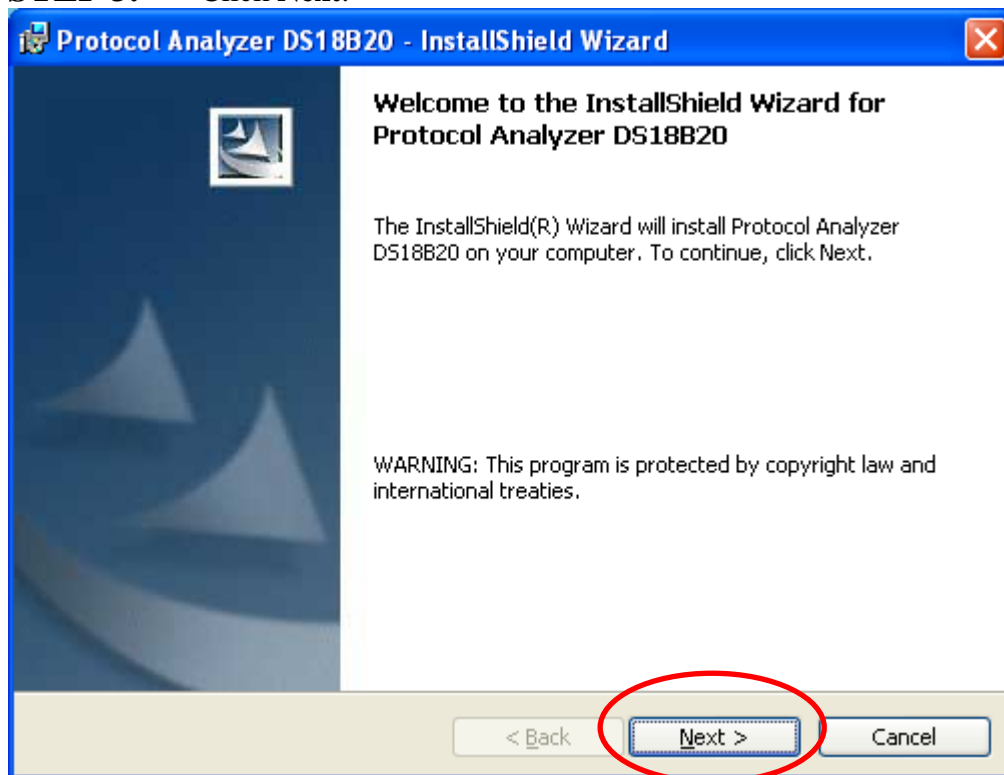 Protocol Analyzer DS18B20 - InstallShield Wizard
Welcome to the InstallShield Wizard for
Protocol Analyzer DS18B20
The InstallShield(R) Wizard will install Protocol Analyzer
DS18B20 on your computer. To continue, click Next.
WARNING: This program is protected by copyright law and
international treaties.
< Back Next > Cancel